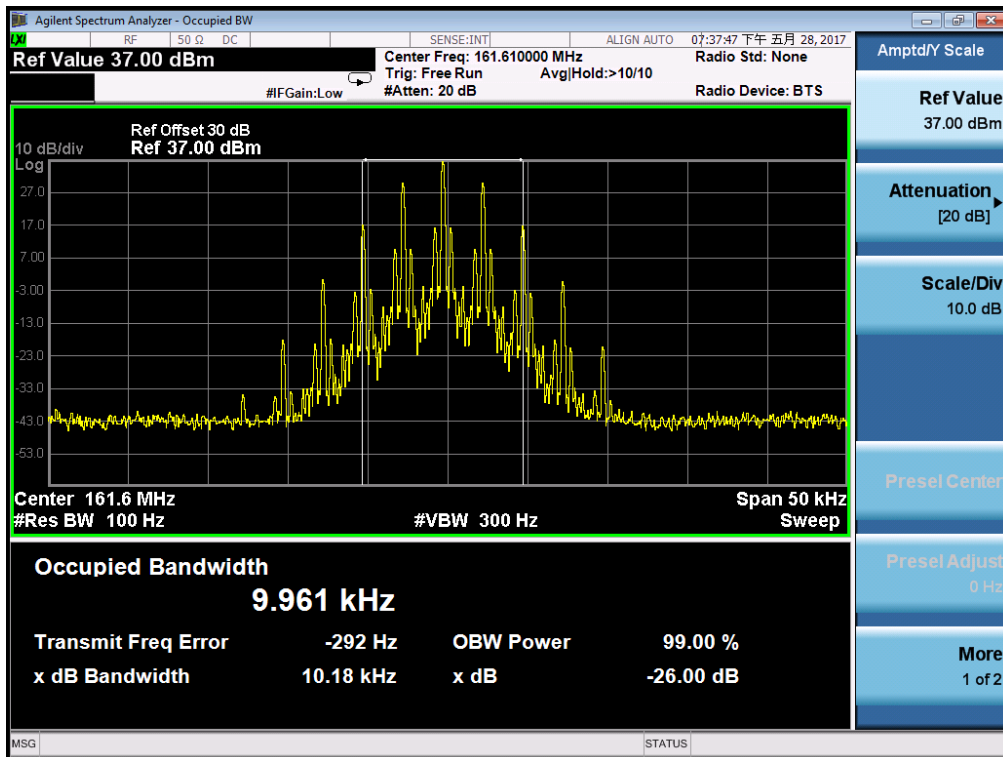 Agilent Spectrum Analyzer - Occupied BW
LXI RF 50 Ω DC SENSE:INT ALIGN AUTO 07:37:47 下午 五月 28, 2017
Ref Value 37.00 dBm
Center Freq: 161.610000 MHz
Radio Std: None
Trig: Free Run Avg|Hold:>10/10
#IFGain:Low
#Atten: 20 dB
Radio Device: BTS
Ref Offset 30 dB
10 dB/div Ref 37.00 dBm
Log
27.0
17.0
7.00
-3.00
-13.0
-23.0
-33.0
-43.0
-53.0
Center 161.6 MHz Span 50 kHz
#Res BW 100 Hz #VBW 300 Hz Sweep
Occupied Bandwidth
9.961 kHz
Transmit Freq Error -292 Hz OBW Power 99.00 %
x dB Bandwidth 10.18 kHz x dB -26.00 dB
MSG STATUS
Amptd/Y Scale
Ref Value
37.00 dBm
Attenuation
[20 dB]
Scale/Div
10.0 dB
Presel Center
Presel Adjust
0 Hz
More
1 of 2